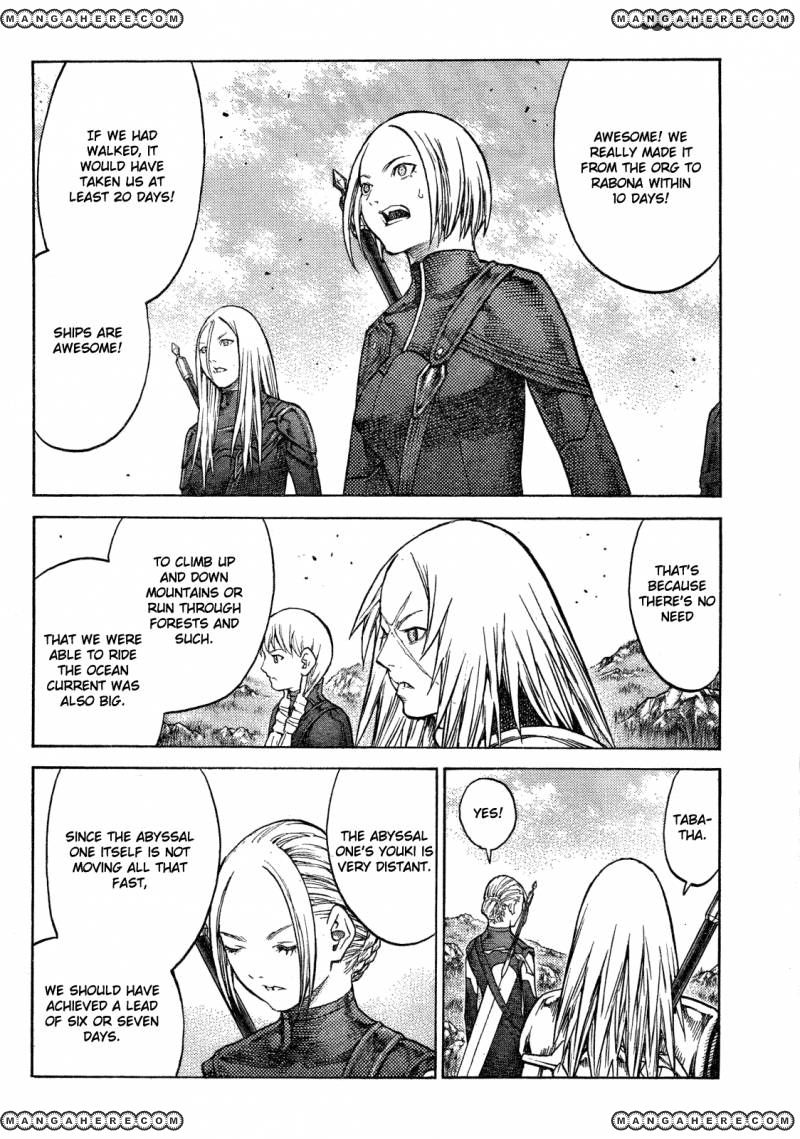 MANGAHERE.COM
MANGAHERE.COM
AWESOME! WE
REALLY MADE IT
FROM THE ORG TO
RABONA WITHIN
10 DAYS!
IF WE HAD
WALKED, IT
WOULD HAVE
TAKEN US AT
LEAST 20 DAYS!
SHIPS ARE
AWESOME!
THAT'S
BECAUSE
THERE'S NO
NEED
TO CLIMB UP
AND DOWN
MOUNTAINS OR
RUN THROUGH
FORESTS AND
SUCH.
THAT WE WERE
ABLE TO RIDE
THE OCEAN
CURRENT WAS
ALSO BIG.
TABA-
THA.
YES!
THE ABYSSAL
ONE'S YOUKI IS
VERY DISTANT.
SINCE THE ABYSSAL
ONE ITSELF IS NOT
MOVING ALL THAT
FAST,
WE SHOULD HAVE
ACHIEVED A LEAD
OF SIX OR SEVEN
DAYS.
MANGAHERE.COM
MANGAHERE.COM